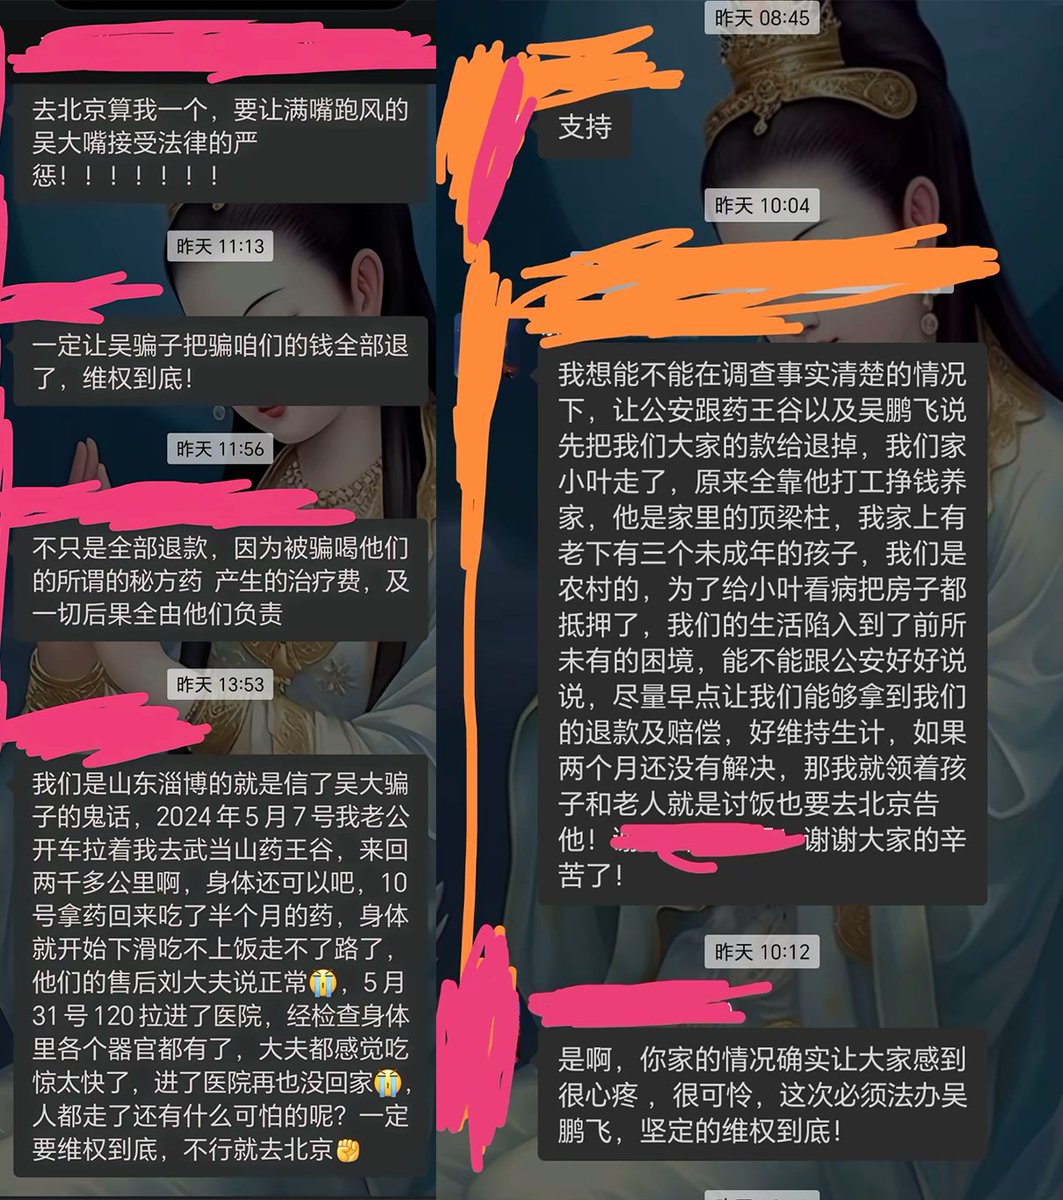 去北京算我一个，要让满嘴跑风的
吴大嘴接受法律的严
惩！！！！！！！
昨天 11:13
一定让吴骗子把骗咱们的钱全部退
了，维权到底！
昨天 11:56
不只是全部退款，因为被骗喝他们
的所谓的秘方药 产生的治疗费，及
一切后果全由他们负责
昨天 13:53
我们是山东淄博的就是信了吴大骗
子的鬼话，2024年5月7号我老公
开车拉着我去武当山药王谷，来回
两千多公里啊，身体还可以吧，10
号拿药回来吃了半个月的药，身体
就开始下滑吃不上饭走不了路了，
他们的售后刘大夫说正常😭，5月
31号120拉进了医院，经检查身体
里各个器官都有了，大夫都感觉吃
惊太快了，进了医院再也没回家😭，
人都走了还有什么可怕的呢？一定
要维权到底，不行就去北京✊
昨天 08:45
支持
昨天 10:04
我想能不能在调查事实清楚的情况
下，让公安跟药王谷以及吴鹏飞说
先把我们大家的款给退掉，我们家
小叶走了，原来全靠他打工挣钱养
家，他是家里的顶梁柱，我家上有
老下有三个未成年的孩子，我们是
农村的，为了给小叶看病把房子都
抵押了，我们的生活陷入到了前所
未有的困境，能不能跟公安好好说
说，尽量早点让我们能够拿到我们
的退款及赔偿，好维持生计，如果
两个月还没有解决，那我就领着孩
子和老人就是讨饭也要去北京告
他！谢谢大家的辛
苦了！
昨天 10:12
是啊，你家的情况确实让大家感到
很心疼 ，很可怜，这次必须法办吴
鹏飞，坚定的维权到底！